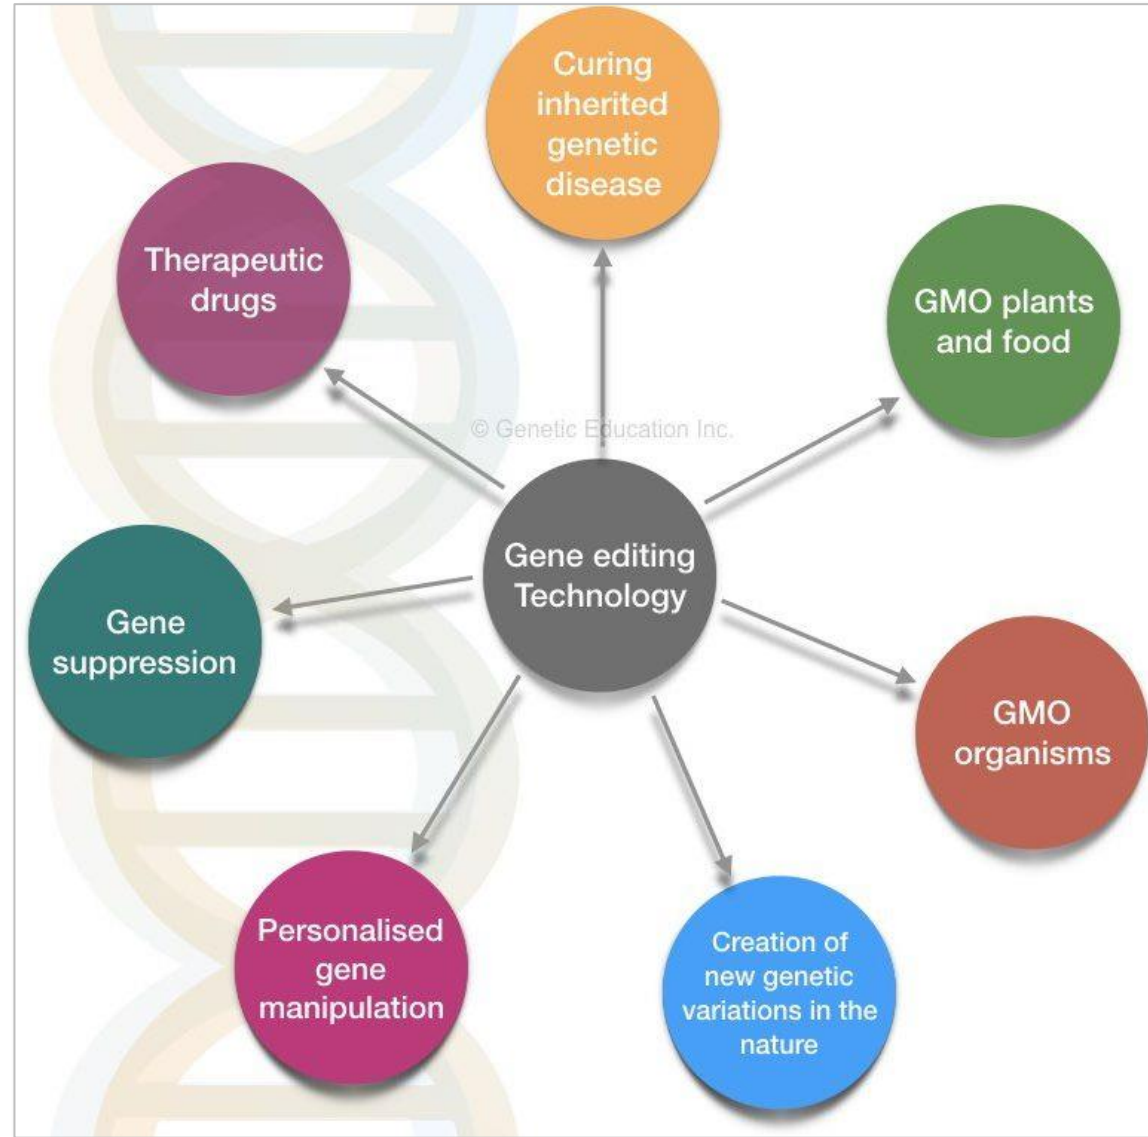 Curing
inherited
genetic
disease
Therapeutic
drugs
GMO plants
and food
© Genetic Education Inc.
Gene editing
Technology
Gene
suppression
GMO
organisms
Personalised
gene
manipulation
Creation of
new genetic
variations in the
nature